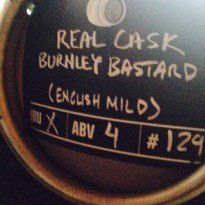 REAL CASK
BURNLEY BASTARD
(ENGLISH MILD)
IBU X ABV 4 #129